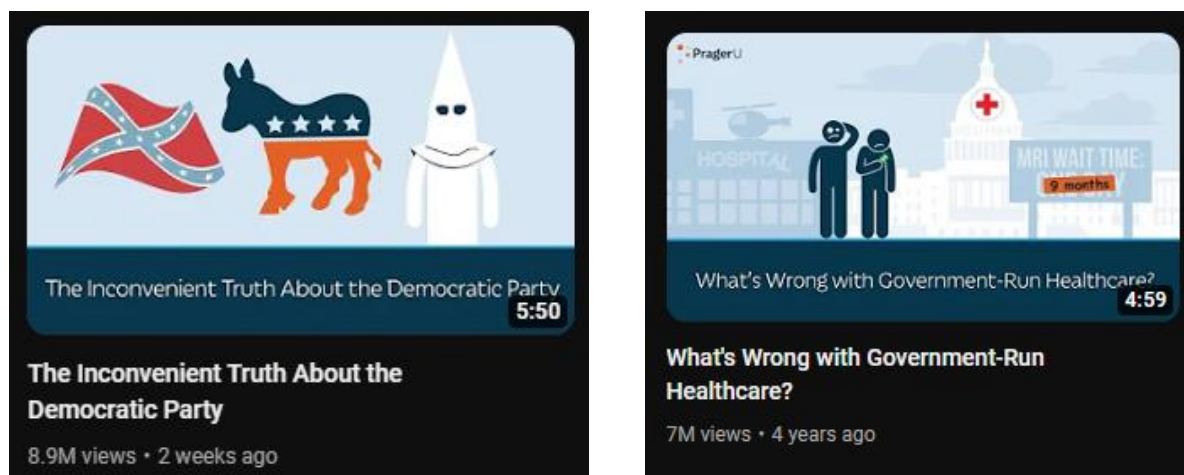 The Inconvenient Truth About the Democratic Party
5:50
The Inconvenient Truth About the
Democratic Party
8.9M views • 2 weeks ago
PragerU
HOSPITAL
MRI WAIT TIME:
9 months
What's Wrong with Government-Run Healthcare?
4:59
What's Wrong with Government-Run
Healthcare?
7M views • 4 years ago